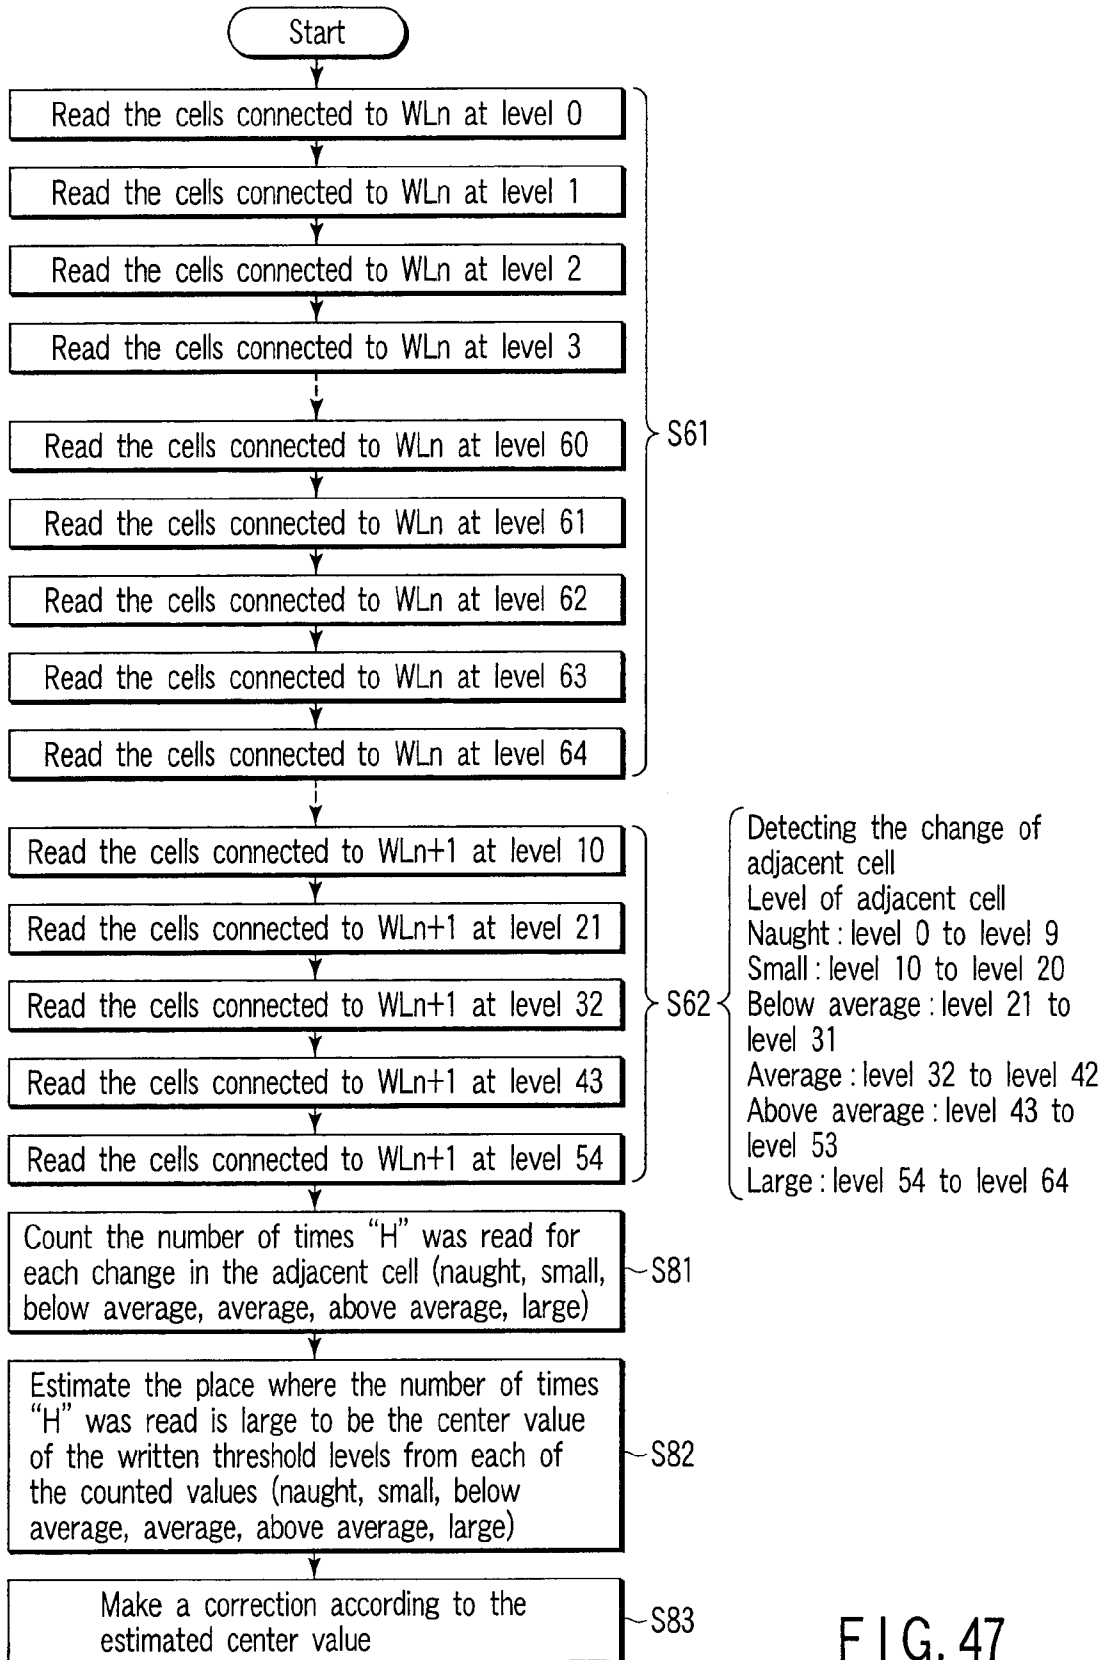 Start
Read the cells connected to WLn at level 0
Read the cells connected to WLn at level 1
Read the cells connected to WLn at level 2
Read the cells connected to WLn at level 3
Read the cells connected to WLn at level 60
Read the cells connected to WLn at level 61
Read the cells connected to WLn at level 62
Read the cells connected to WLn at level 63
Read the cells connected to WLn at level 64
S61
Read the cells connected to WLn+1 at level 10
Read the cells connected to WLn+1 at level 21
Read the cells connected to WLn+1 at level 32
Read the cells connected to WLn+1 at level 43
Read the cells connected to WLn+1 at level 54
S62
Detecting the change of
adjacent cell
Level of adjacent cell
Naught : level 0 to level 9
Small : level 10 to level 20
Below average : level 21 to
level 31
Average : level 32 to level 42
Above average : level 43 to
level 53
Large : level 54 to level 64
Count the number of times “H” was read for
each change in the adjacent cell (naught, small,
below average, average, above average, large)
S81
Estimate the place where the number of times
“H” was read is large to be the center value
of the written threshold levels from each of
the counted values (naught, small, below
average, average, above average, large)
S82
Make a correction according to the
estimated center value
S83
FIG. 47